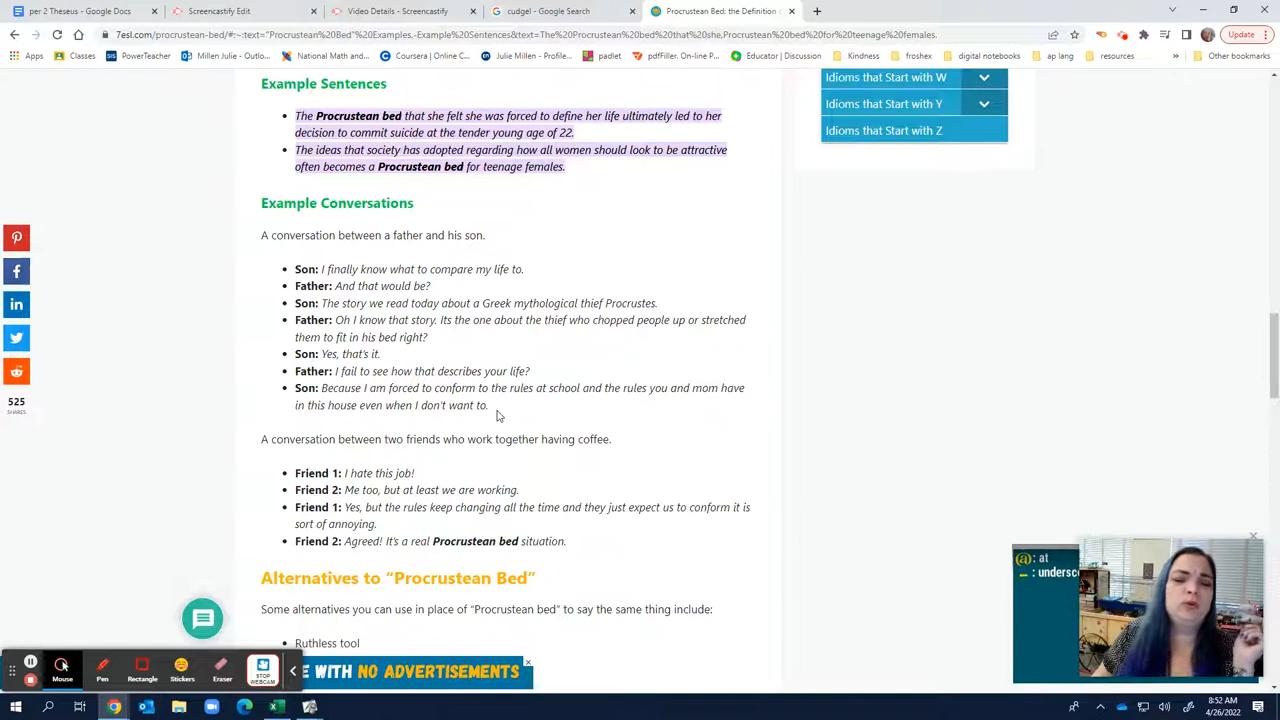 per 2 Theseus - Google Docs
Screencastify Edit
Video Details - Screencastify
cudgel - Google Search
Procrustean Bed: the Definition o
7esl.com/procrustean-bed/#:~:text="Procrustean%20Bed"%20Examples,-Example%20Sentences&text=The%20Procrustean%20bed%20that%20she,Procrustean%20bed%20for%20teenage%20females.
Update
Apps
Classes
PowerTeacher
Millen Julie - Outlo...
National Math and...
Coursera | Online C...
Julie Millen - Profile...
padlet
pdfFiller. On-line P...
Educator | Discussion
Kindness
froshex
digital notebooks
ap lang
resources
»
Other bookmarks
Example Sentences
The Procrustean bed that she felt she was forced to define her life ultimately led to her
decision to commit suicide at the tender young age of 22.
The ideas that society has adopted regarding how all women should look to be attractive
often becomes a Procrustean bed for teenage females.
Example Conversations
A conversation between a father and his son.
Son: I finally know what to compare my life to.
Father: And that would be?
Son: The story we read today about a Greek mythological thief Procrustes.
Father: Oh I know that story. Its the one about the thief who chopped people up or stretched
them to fit in his bed right?
Son: Yes, that's it.
Father: I fail to see how that describes your life?
Son: Because I am forced to conform to the rules at school and the rules you and mom have
in this house even when I don't want to.
A conversation between two friends who work together having coffee.
Friend 1: I hate this job!
Friend 2: Me too, but at least we are working.
Friend 1: Yes, but the rules keep changing all the time and they just expect us to conform it is
sort of annoying.
Friend 2: Agreed! It's a real Procrustean bed situation.
Alternatives to "Procrustean Bed"
Some alternatives you can use in place of "Procrustean bed" to say the same thing include:
Ruthless tool
Idioms that Start with W
Idioms that Start with Y
Idioms that Start with Z
525
SHARES
E WITH NO ADVERTISEMENTS
Mouse
Pen
Rectangle
Stickers
Eraser
STOP
WEBCAM
@: at
_ : undersc
8:52 AM
4/26/2022